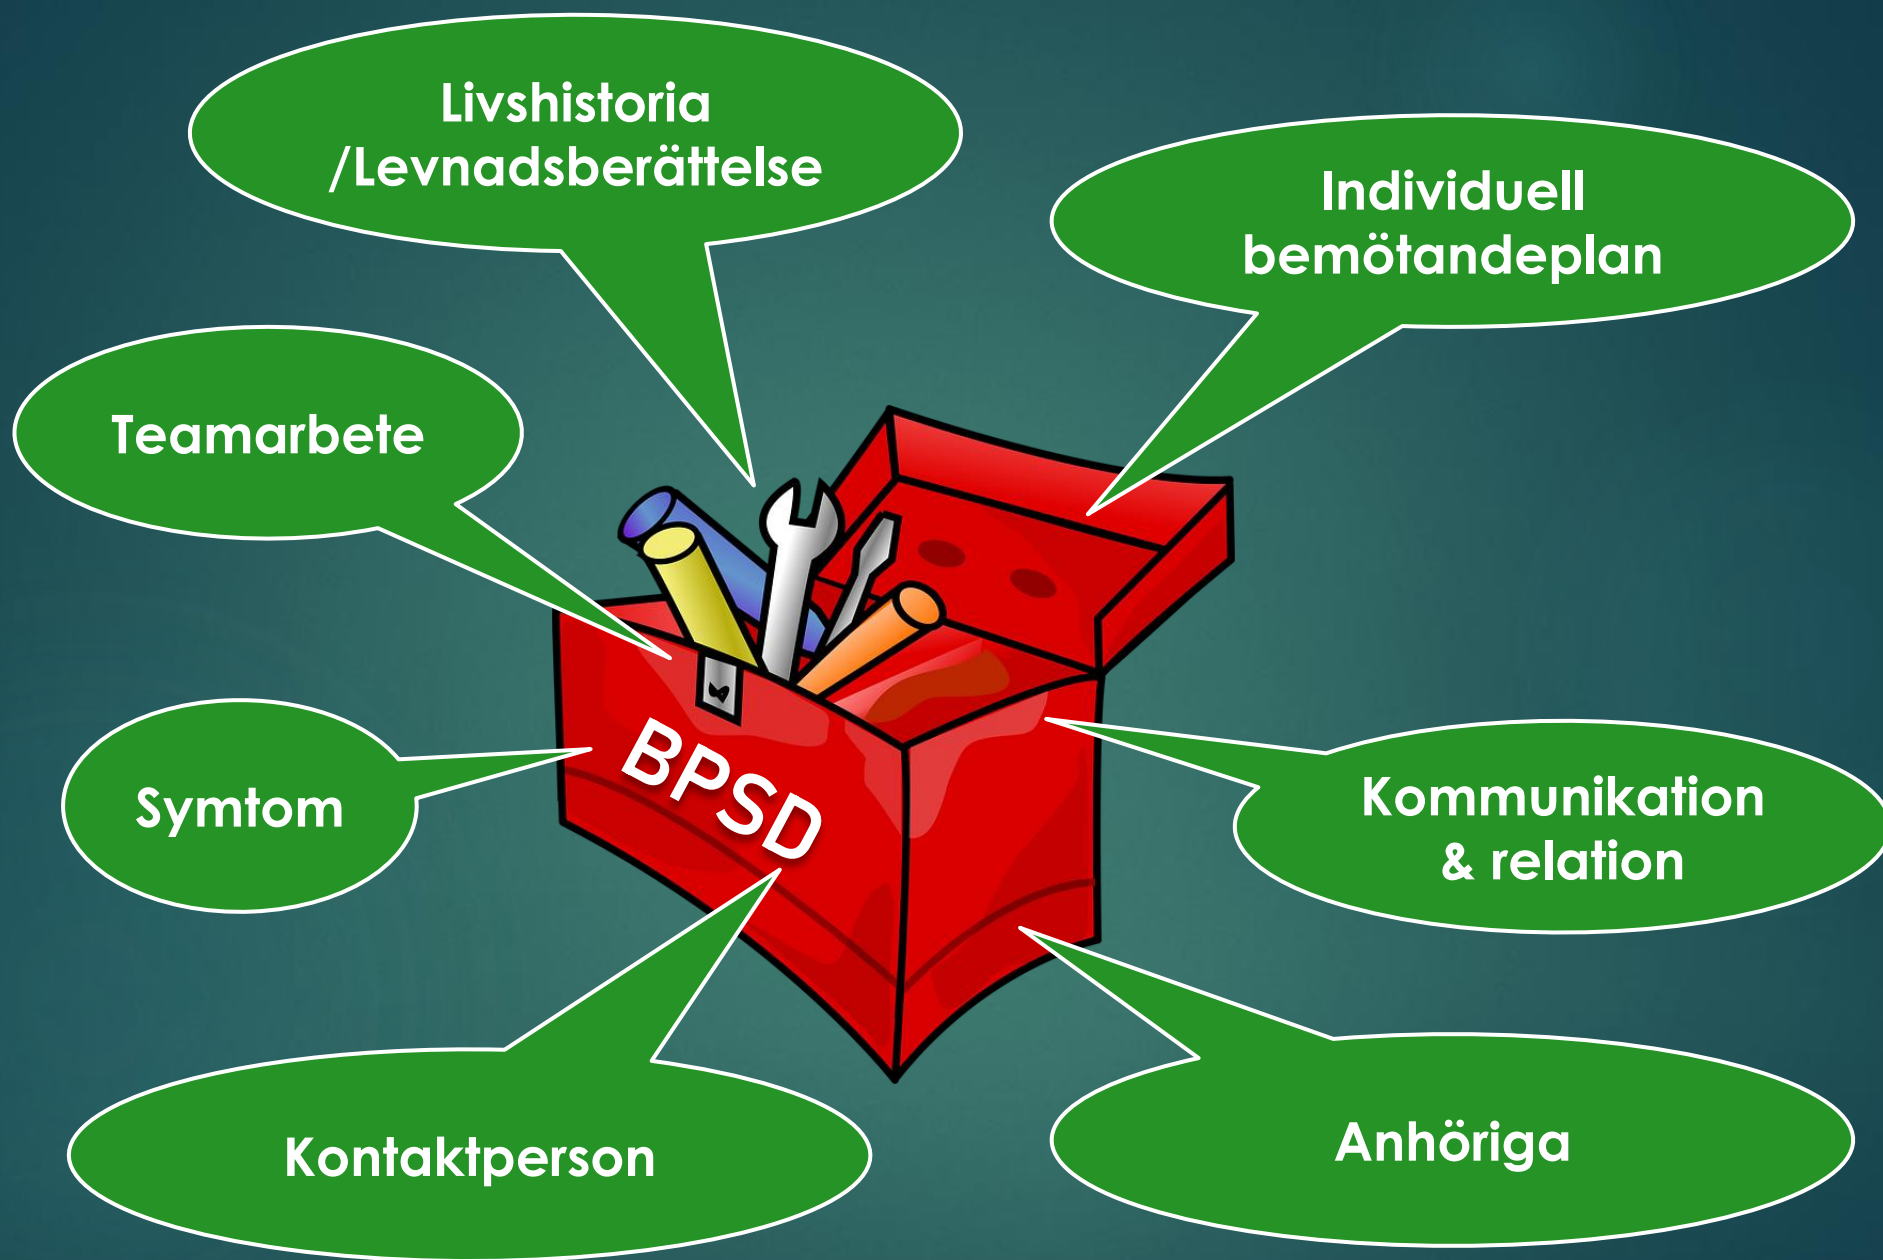 Livshistoria
/Levnadsberättelse
Individuell
bemötandeplan
Teamarbete
Symtom
BPSD
Kommunikation
& relation
Kontaktperson
Anhöriga